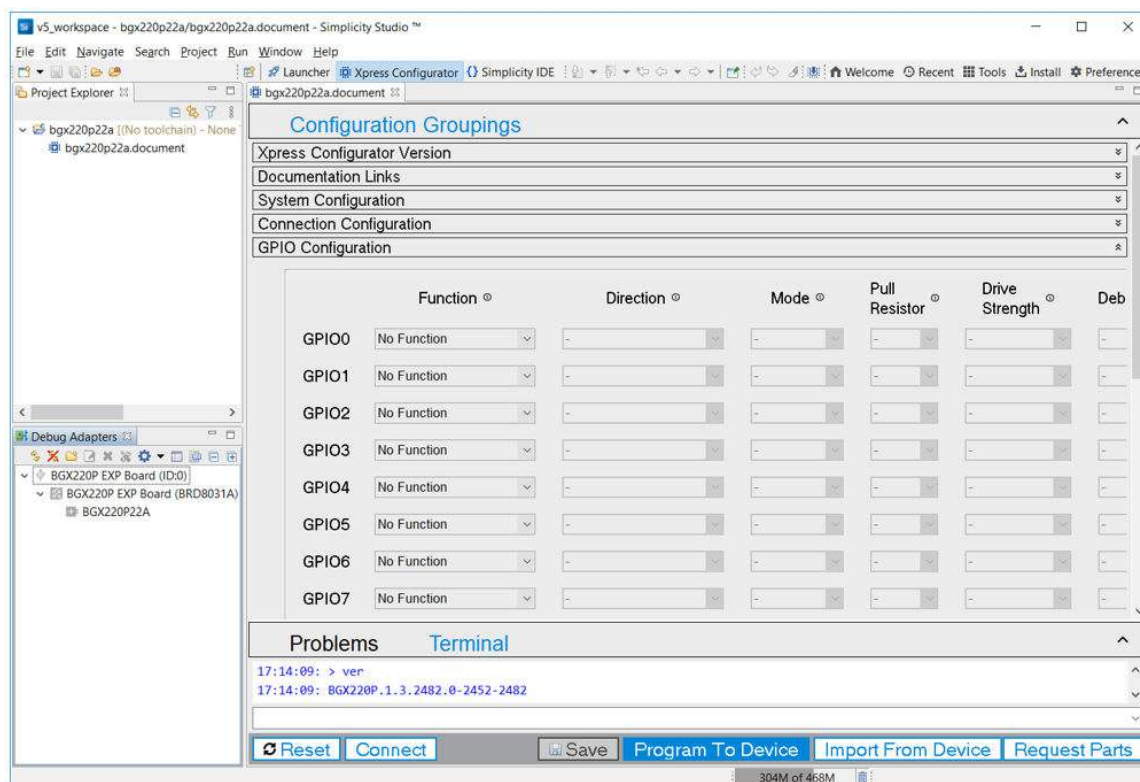 v5_workspace - bgx220p22a/bgx220p22a.document - Simplicity Studio ™
File Edit Navigate Search Project Run Window Help
Launcher Xpress Configurator {} Simplicity IDE Welcome Recent Tools Install Preference
Project Explorer
bgx220p22a.document
bgx220p22a [(No toolchain) - None
bgx220p22a.document
Configuration Groupings
Xpress Configurator Version
Documentation Links
System Configuration
Connection Configuration
GPIO Configuration
Function Direction Mode Pull Resistor Drive Strength Deb
GPIO0 No Function - - - - -
GPIO1 No Function - - - - -
GPIO2 No Function - - - - -
GPIO3 No Function - - - - -
GPIO4 No Function - - - - -
GPIO5 No Function - - - - -
GPIO6 No Function - - - - -
GPIO7 No Function - - - - -
Debug Adapters
BGX220P EXP Board (ID:0)
BGX220P EXP Board (BRD8031A)
BGX220P22A
Problems Terminal
17:14:09: > ver
17:14:09: BGX220P.1.3.2482.0-2452-2482
Reset Connect Save Program To Device Import From Device Request Parts
304M of 468M